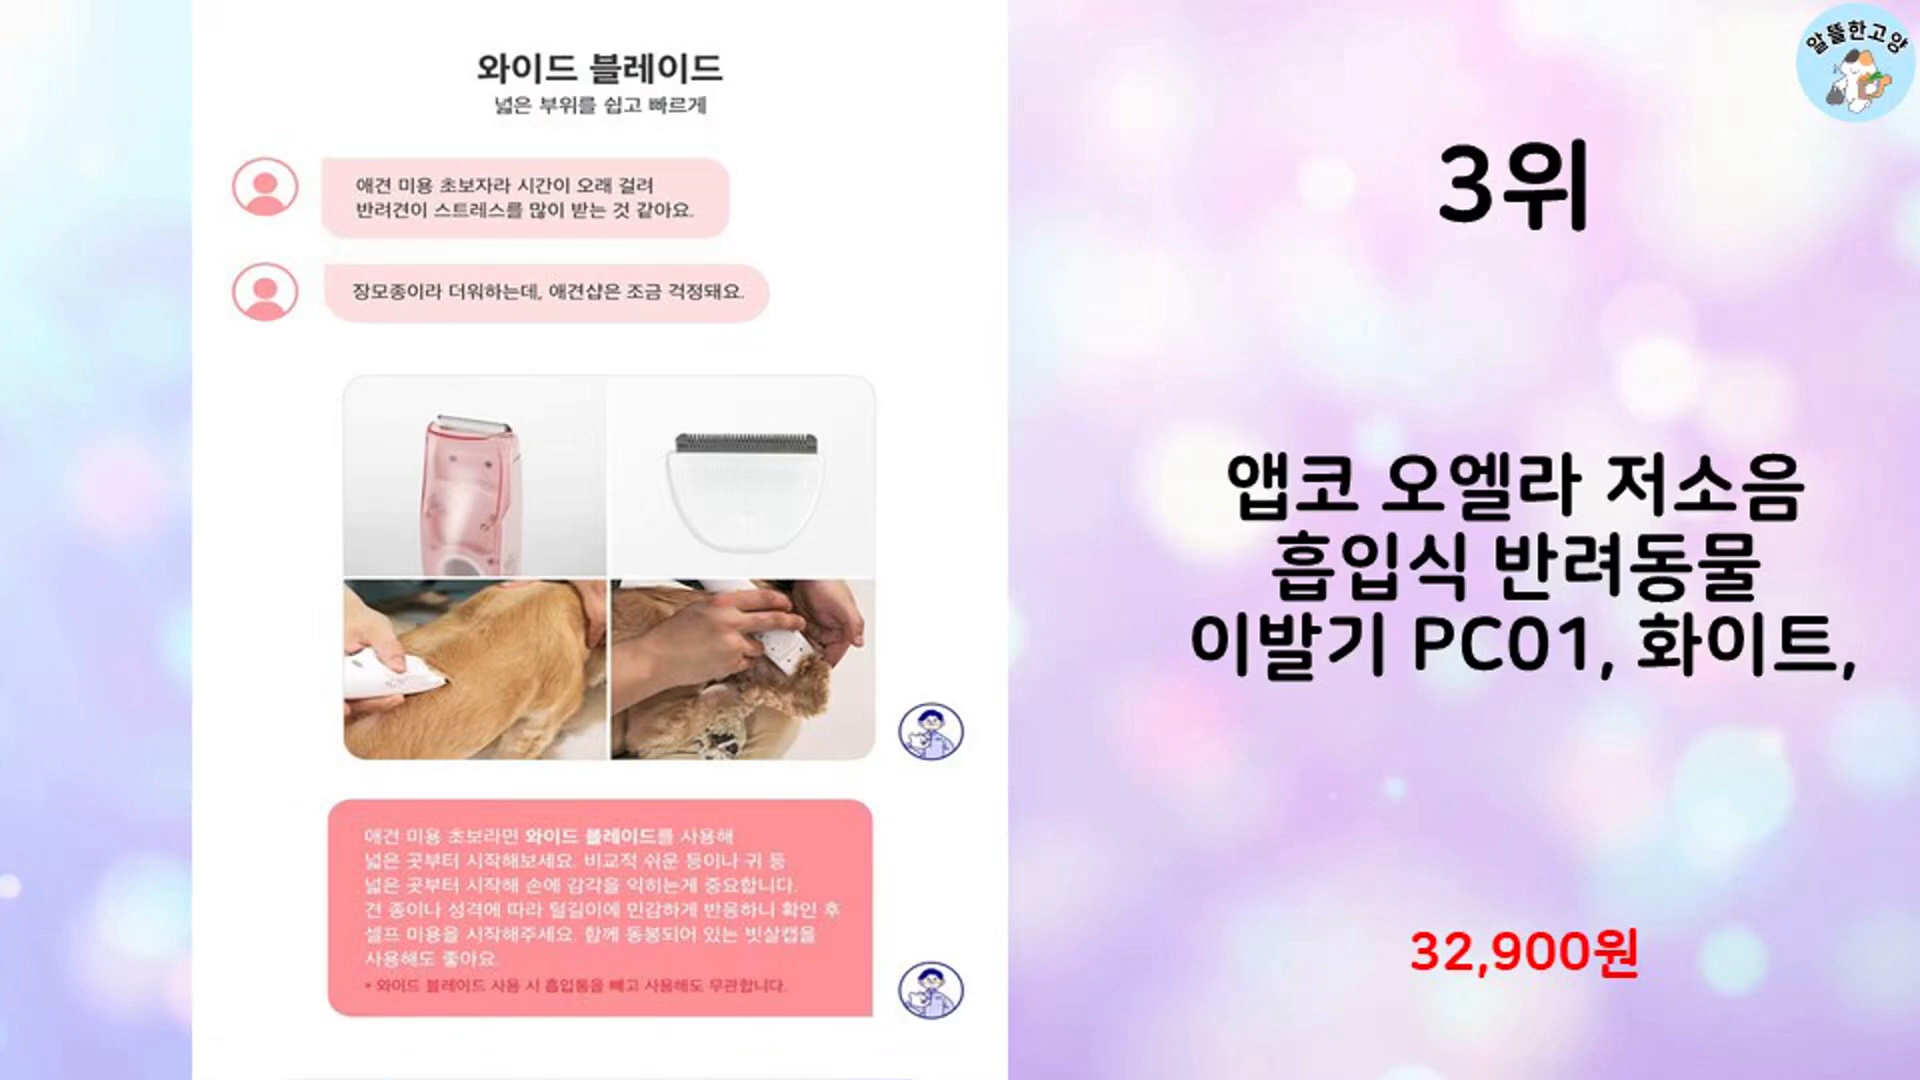 와이드 블레이드
넓은 부위를 쉽고 빠르게
애견 미용 초보자라 시간이 오래 걸려
반려견이 스트레스를 많이 받는 것 같아요.
장모종이라 더워하는데, 애견샵은 조금 걱정돼요.
애견 미용 초보라면 와이드 블레이드를 사용해
넓은 곳부터 시작해보세요. 비교적 쉬운 등이나 귀 등
넓은 곳부터 시작해 손에 감각을 익히는게 중요합니다.
견 종이나 성격에 따라 털길이에 민감하게 반응하니 확인 후
셀프 미용을 시작해주세요. 함께 동봉되어 있는 빗살캡을
사용해도 좋아요.
* 와이드 블레이드 사용 시 흡입통을 빼고 사용해도 무관합니다.
알뜰한고양
3위
앱코 오엘라 저소음
흡입식 반려동물
이발기 PC01, 화이트,
32,900원